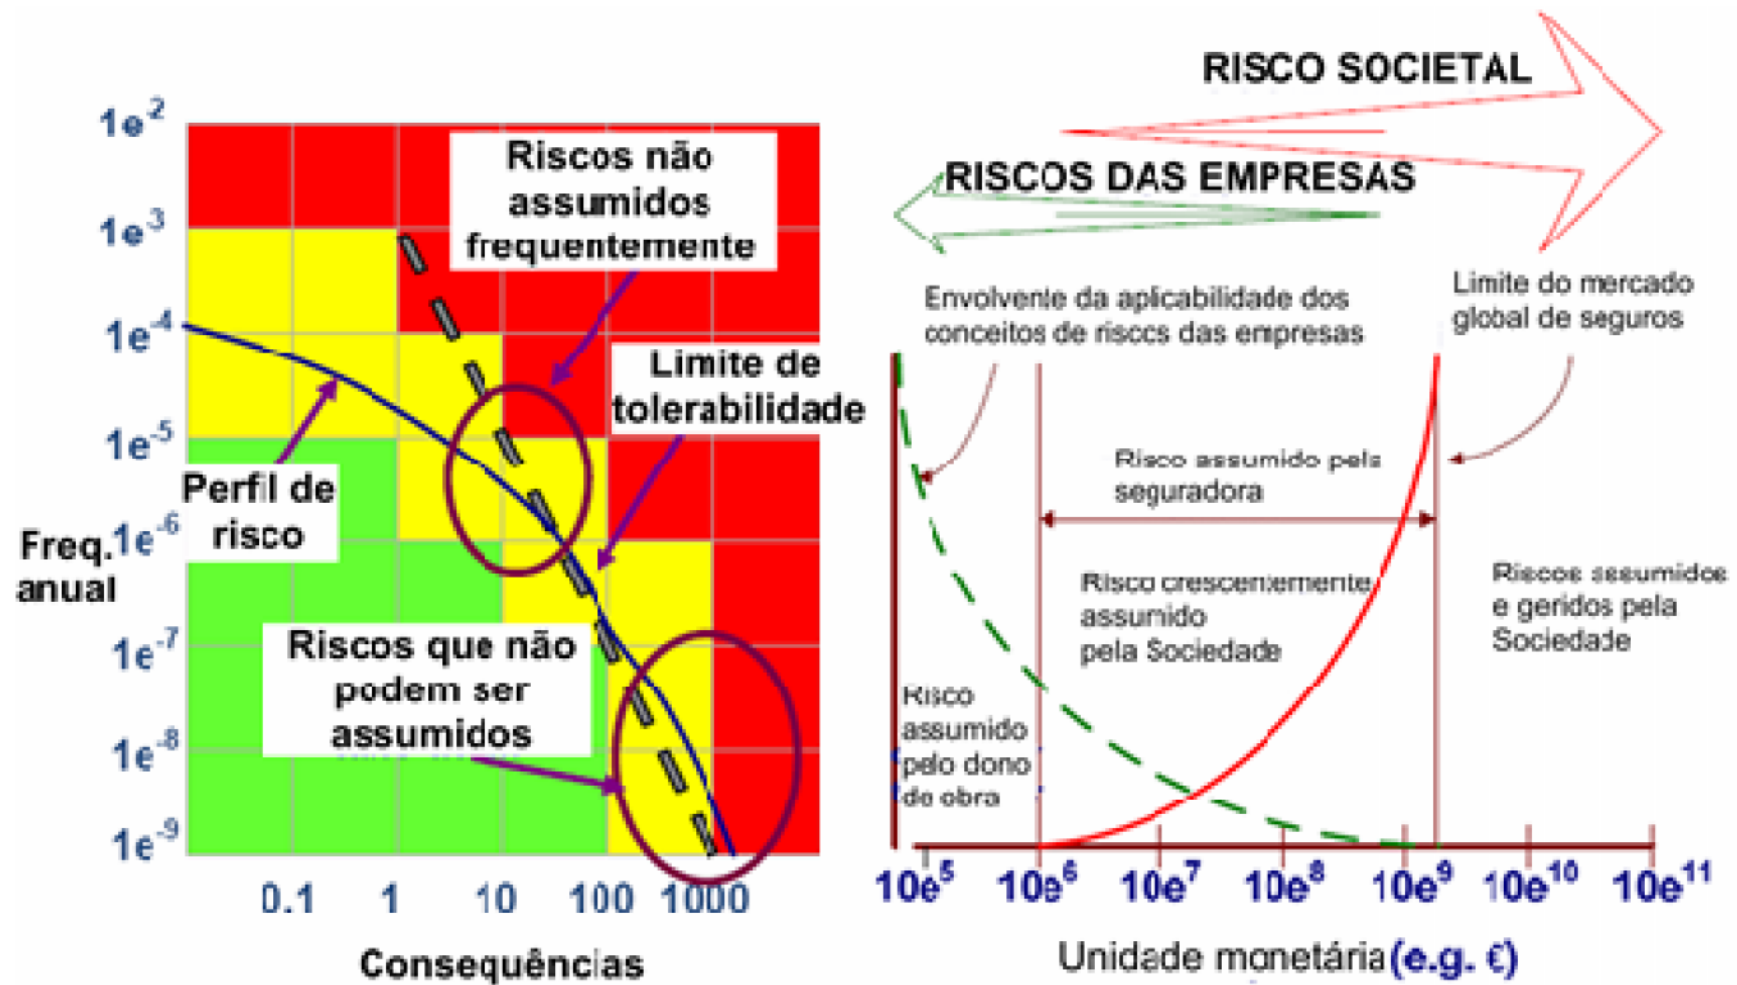 1e-2
1e-3
1e-4
1e-5
1e-6
1e-7
1e-8
1e-9
Freq.
anual
Riscos não
assumidos
frequentemente
Limite de
tolerabilidade
Perfil de
risco
Riscos que não
podem ser
assumidos
0.1 1 10 100 1000
Consequências
RISCO SOCIETAL
RISCOS DAS EMPRESAS
Envolvente da aplicabilidade dos
conceitos de riscos das empresas
Limite do mercado
global de seguros
Risco assumido pela
seguradora
Risco crescentemente
assumido
pela Sociedade
Riscos assumidos
e geridos pela
Sociedade
Risco
assumido
pelo dono
de obra
10e5 10e6 10e7 10e8 10e9 10e10 10e11
Unidade monetária(e.g. €)